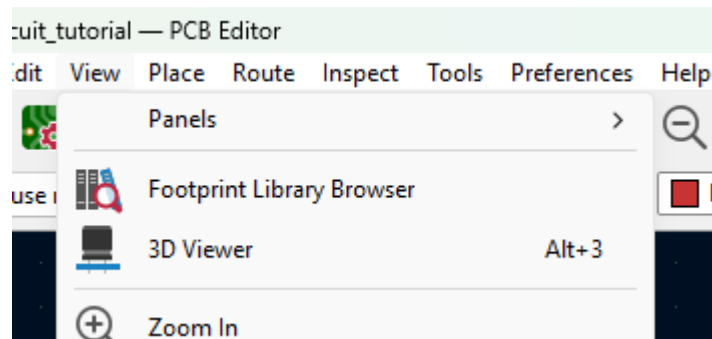 cuit_tutorial — PCB Editor
Edit View Place Route Inspect Tools Preferences Help
Panels
use
Footprint Library Browser
3D Viewer Alt+3
Zoom In